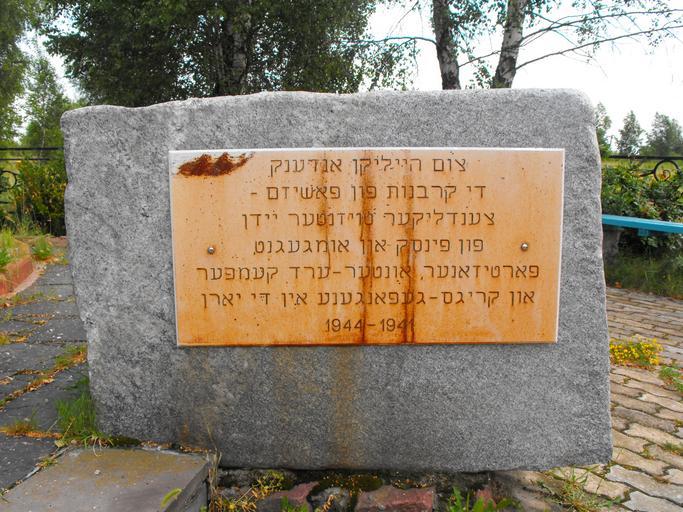 צום הייליקן אנדענק
די קרבנות פון פאשיזם -
צענדליקער טויזנטער יידן
פון פינסק און אומגעגנט,
פארטיזאנער, אונטער-ערד קעמפער
און קריגס-געפאנגענע אין די יארן
1944-1941